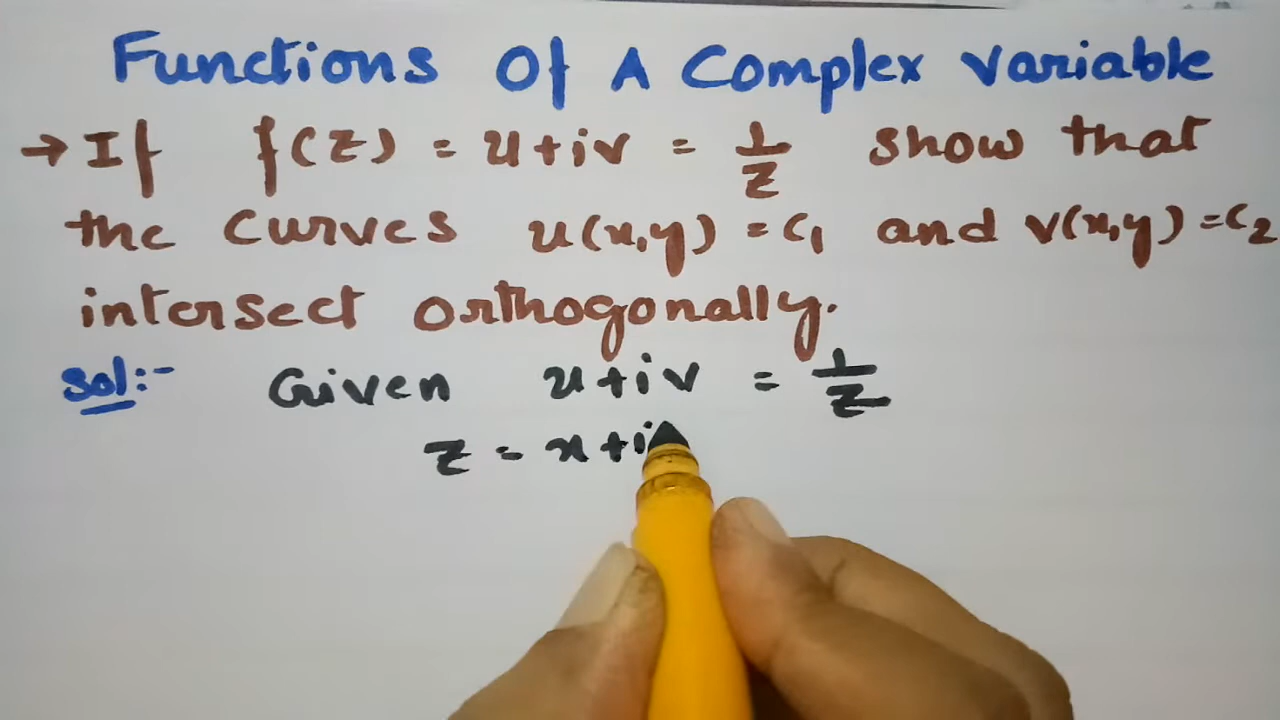 Functions Of A Complex Variable
→ If f(z) = u+iv = 1/z show that
the curves u(x,y) = c₁ and v(x,y) = c₂
intersect orthogonally.
Sol:- Given u+iv = 1/z
z = x+i